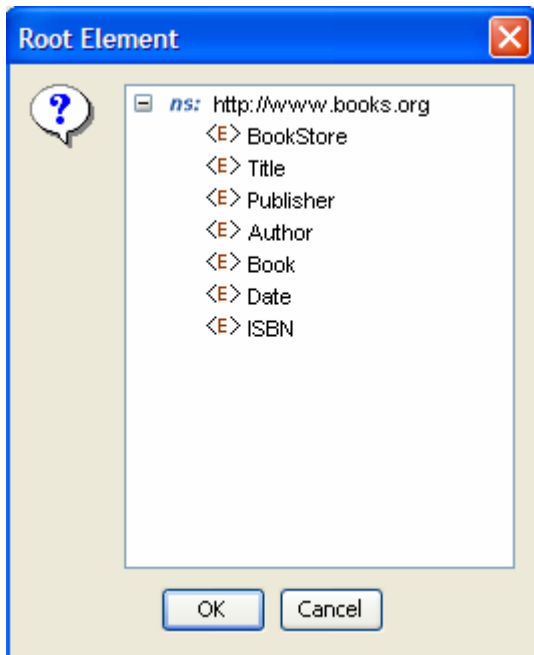 Root Element
ns: http://www.books.org
<E> BookStore
<E> Title
<E> Publisher
<E> Author
<E> Book
<E> Date
<E> ISBN
OK
Cancel